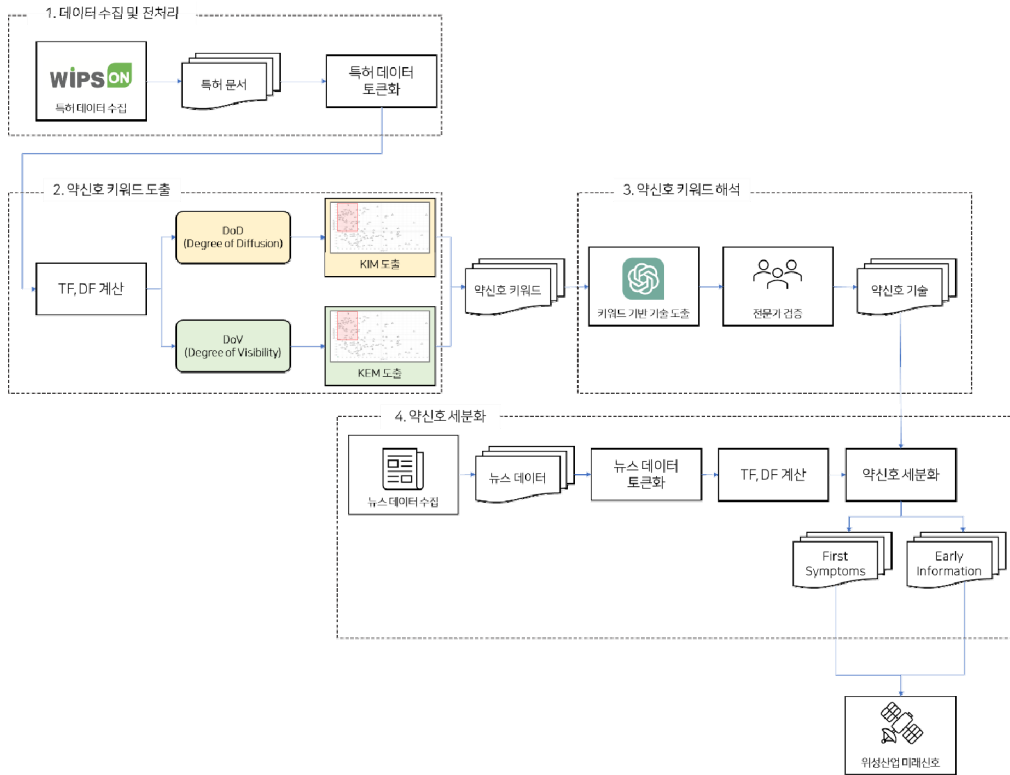 1. 데이터 수집 및 전처리
WIPS ON
특허 데이터 수집
특허 문서
특허 데이터
토큰화
2. 약신호 키워드 도출
TF, DF 계산
DoD
(Degree of Diffusion)
KIM 도출
DoV
(Degree of Visibility)
KEM 도출
약신호 키워드
3. 약신호 키워드 해석
키워드 기반 기술 도출
전문가 검증
약신호 기술
4. 약신호 세분화
뉴스 데이터 수집
뉴스 데이터
뉴스 데이터
토큰화
TF, DF 계산
약신호 세분화
First
Symptoms
Early
Information
위성산업 미래신호